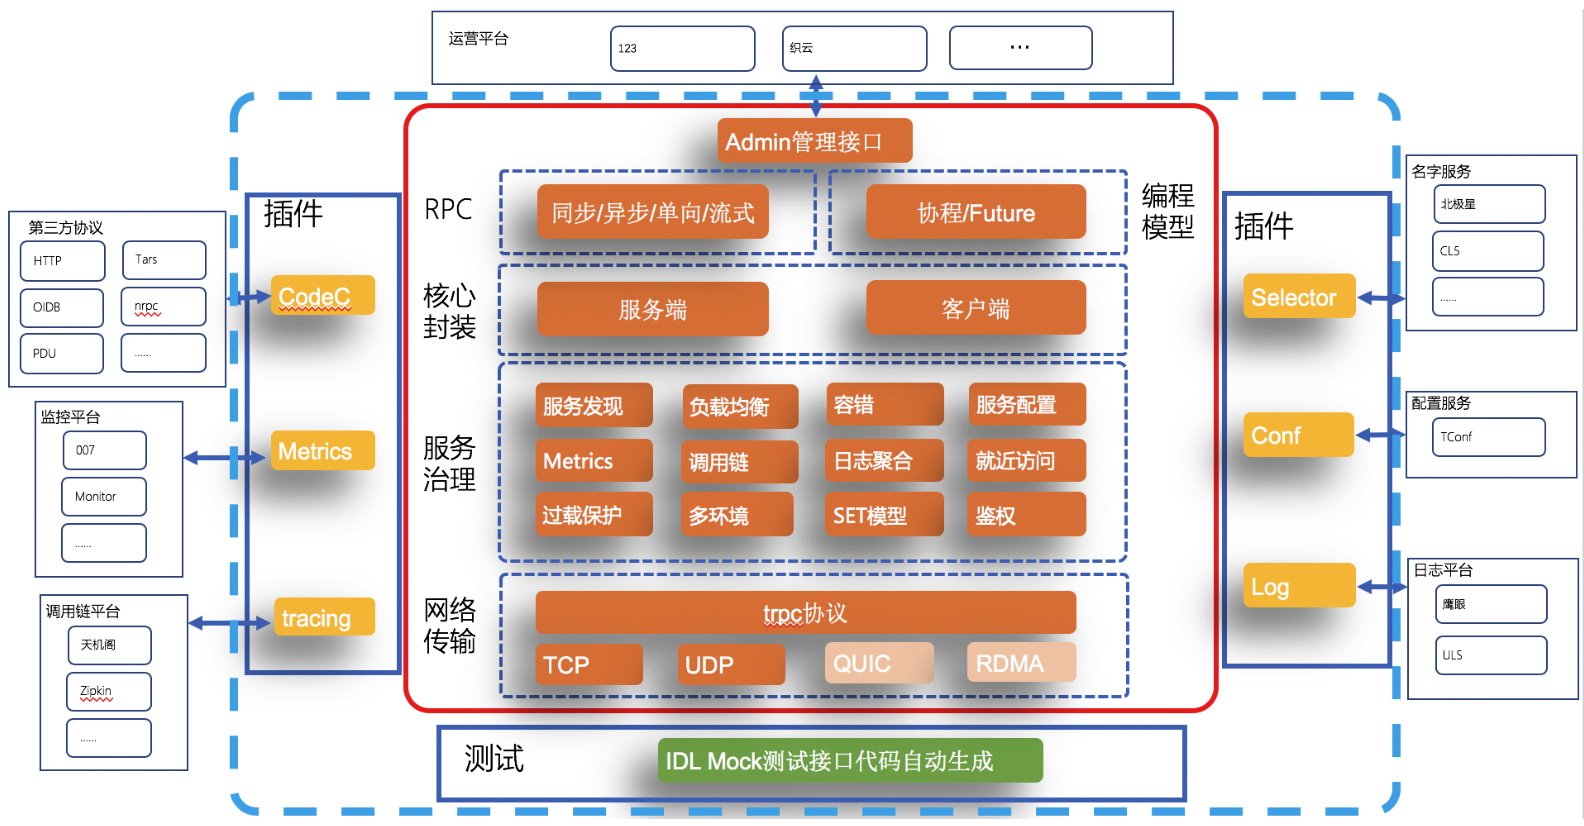 运营平台
123
织云
...
Admin管理接口
RPC
同步/异步/单向/流式
协程/Future
编程
模型
核心
封装
服务端
客户端
服务
治理
服务发现
负载均衡
容错
服务配置
Metrics
调用链
日志聚合
就近访问
过载保护
多环境
SET模型
鉴权
网络
传输
trpc协议
TCP
UDP
QUIC
RDMA
测试
IDL Mock测试接口代码自动生成
插件
CodeC
Metrics
tracing
第三方协议
HTTP
Tars
OIDB
nrpc
PDU
......
监控平台
007
Monitor
......
调用链平台
天机阁
Zipkin
......
插件
Selector
Conf
Log
名字服务
北极星
CL5
......
配置服务
TConf
日志平台
鹰眼
ULS